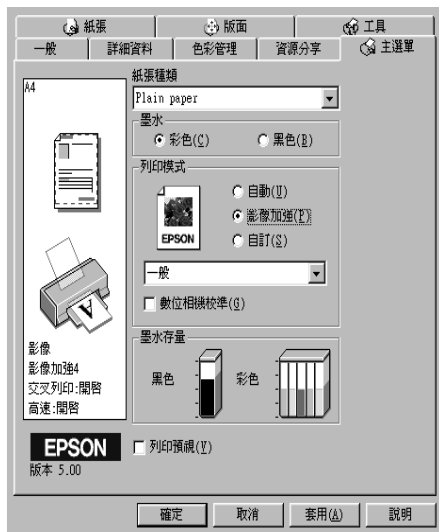 紙張 版面 工具
一般 詳細資料 色彩管理 資源分享 主選單
A4
紙張種類
Plain paper
墨水
彩色(C) 黑色(B)
列印模式
EPSON
自動(U)
影像加強(P)
自訂(S)
一般
數位相機校準(G)
A
影像
影像加強4
交叉列印:開啓
高速:開啓
墨水存量
黑色 彩色
EPSON
版本 5.00
列印預視(V)
確定 取消 套用(A) 說明